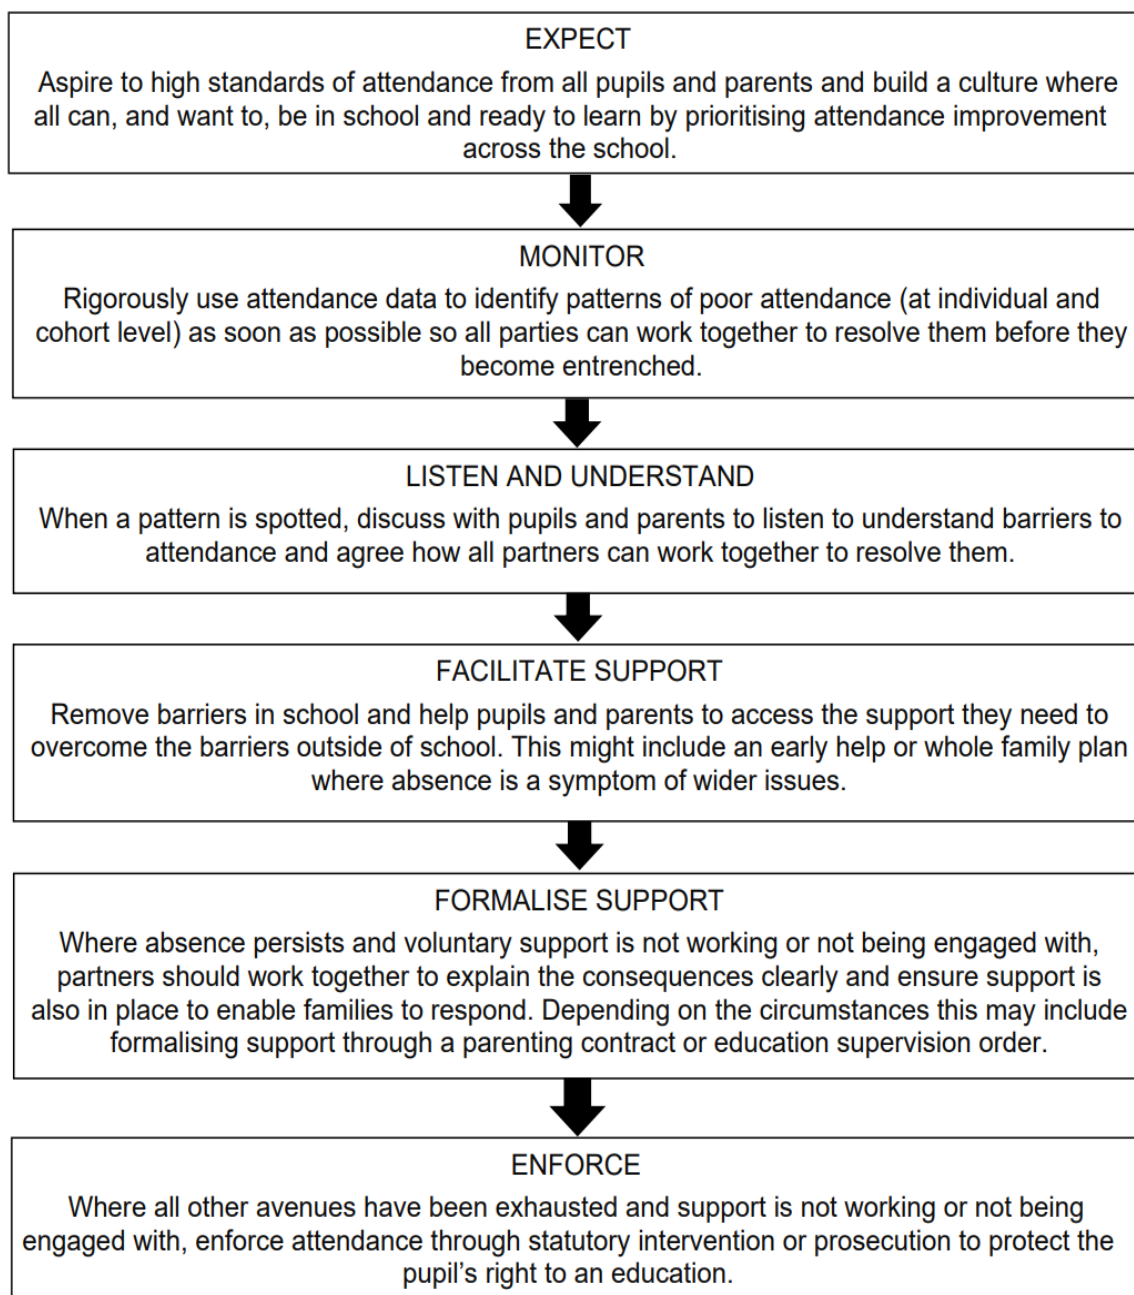 EXPECT
Aspire to high standards of attendance from all pupils and parents and build a culture where
all can, and want to, be in school and ready to learn by prioritising attendance improvement
across the school.
MONITOR
Rigorously use attendance data to identify patterns of poor attendance (at individual and
cohort level) as soon as possible so all parties can work together to resolve them before they
become entrenched.
LISTEN AND UNDERSTAND
When a pattern is spotted, discuss with pupils and parents to listen to understand barriers to
attendance and agree how all partners can work together to resolve them.
FACILITATE SUPPORT
Remove barriers in school and help pupils and parents to access the support they need to
overcome the barriers outside of school. This might include an early help or whole family plan
where absence is a symptom of wider issues.
FORMALISE SUPPORT
Where absence persists and voluntary support is not working or not being engaged with,
partners should work together to explain the consequences clearly and ensure support is
also in place to enable families to respond. Depending on the circumstances this may include
formalising support through a parenting contract or education supervision order.
ENFORCE
Where all other avenues have been exhausted and support is not working or not being
engaged with, enforce attendance through statutory intervention or prosecution to protect the
pupil’s right to an education.